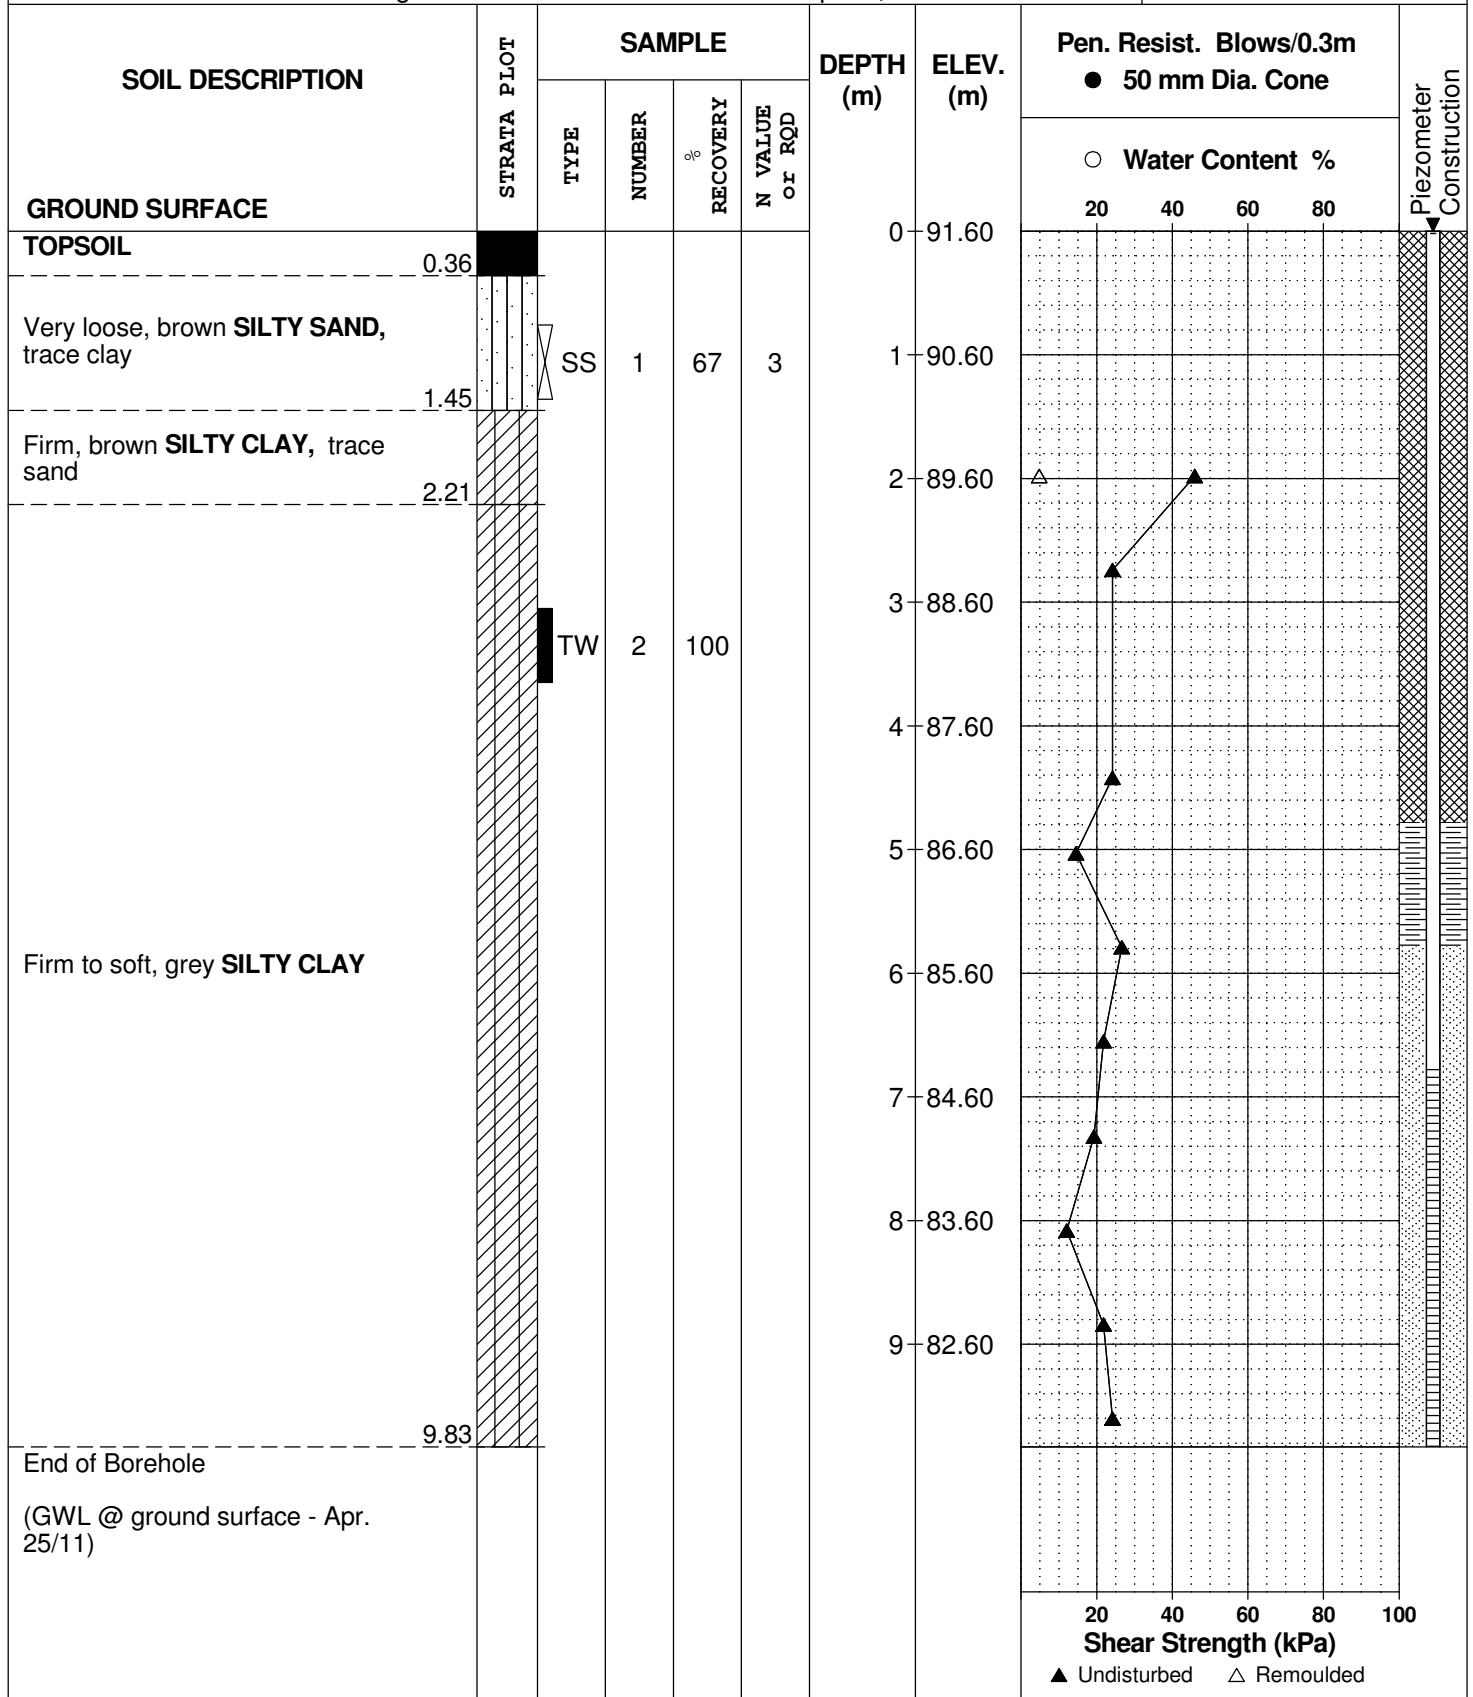 SOIL DESCRIPTION
GROUND SURFACE
STRATA PLOT
SAMPLE
TYPE
NUMBER
% RECOVERY
N VALUE or RQD
DEPTH
(m)
ELEV.
(m)
Pen. Resist. Blows/0.3m
● 50 mm Dia. Cone
○ Water Content %
20 40 60 80
Piezometer
Construction
TOPSOIL
0.36
Very loose, brown SILTY SAND,
trace clay
1.45
Firm, brown SILTY CLAY, trace
sand
2.21
Firm to soft, grey SILTY CLAY
9.83
End of Borehole
(GWL @ ground surface - Apr.
25/11)
SS 1 67 3
TW 2 100
0 91.60
1 90.60
2 89.60
3 88.60
4 87.60
5 86.60
6 85.60
7 84.60
8 83.60
9 82.60
20 40 60 80 100
Shear Strength (kPa)
▲ Undisturbed △ Remoulded